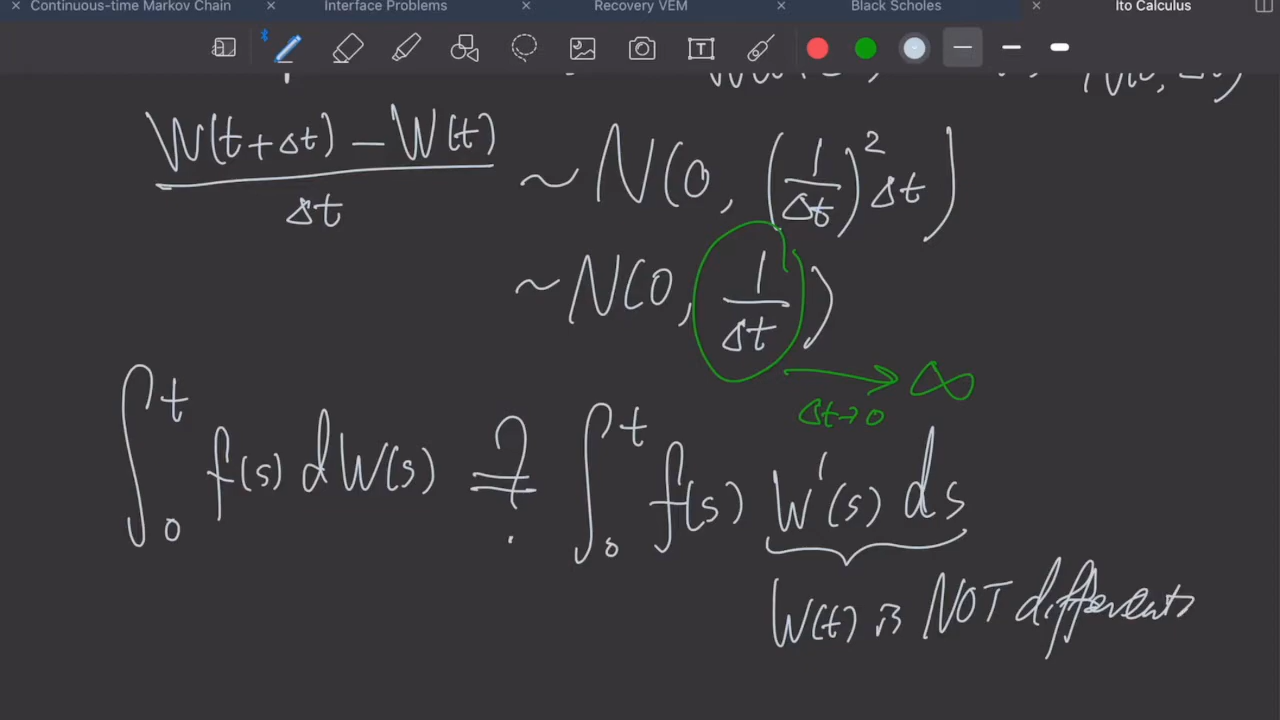 Continuous-time Markov Chain Interface Problems Recovery VEM Black Scholes Ito Calculus
T
W(t+Δt) − W(t) / Δt ~ N(0, (1/Δt)² Δt)
~ N(0, 1/Δt)
→ ∞
Δt→0
∫₀ᵗ f(s) dW(s) =? ∫₀ᵗ f(s) W'(s) ds
W(t) is NOT different